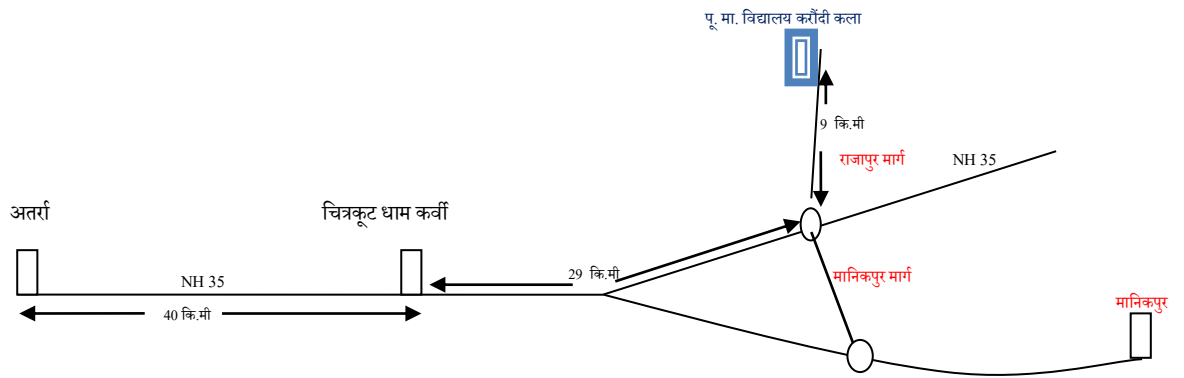 पू. मा. विद्यालय करौंदी कला
9 कि.मी
राजापुर मार्ग
NH 35
अतर्रा
चित्रकूट धाम कर्वी
NH 35
29 कि.मी
मानिकपुर मार्ग
मानिकपुर
40 कि.मी